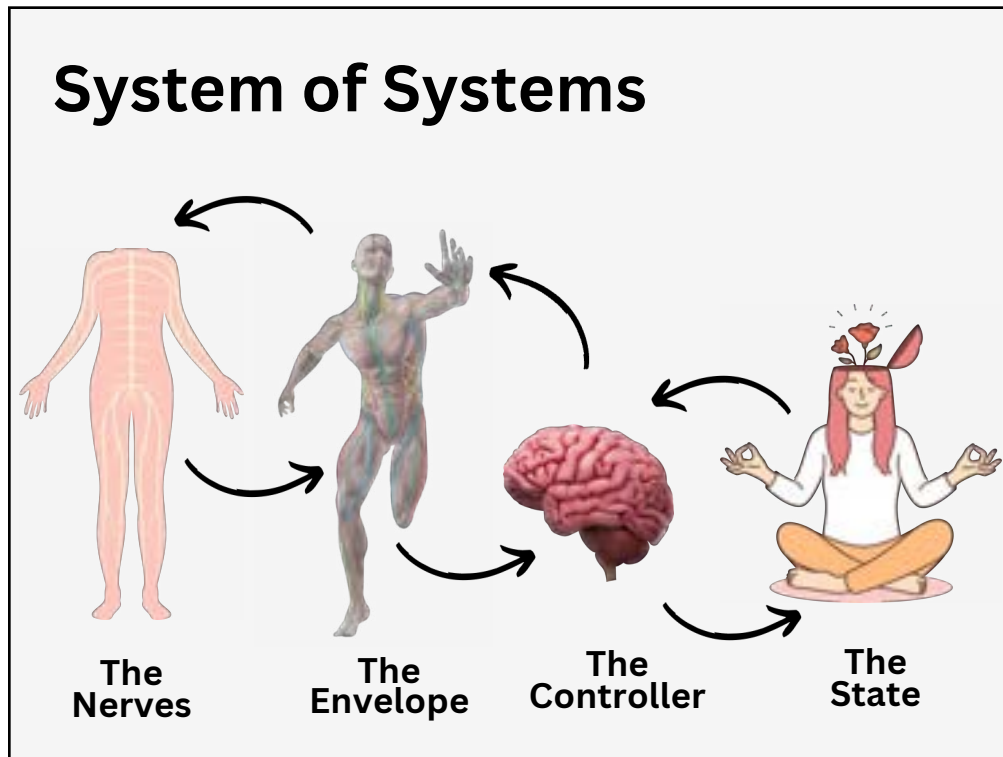 System of Systems
The
Nerves
The
Envelope
The
Controller
The
State